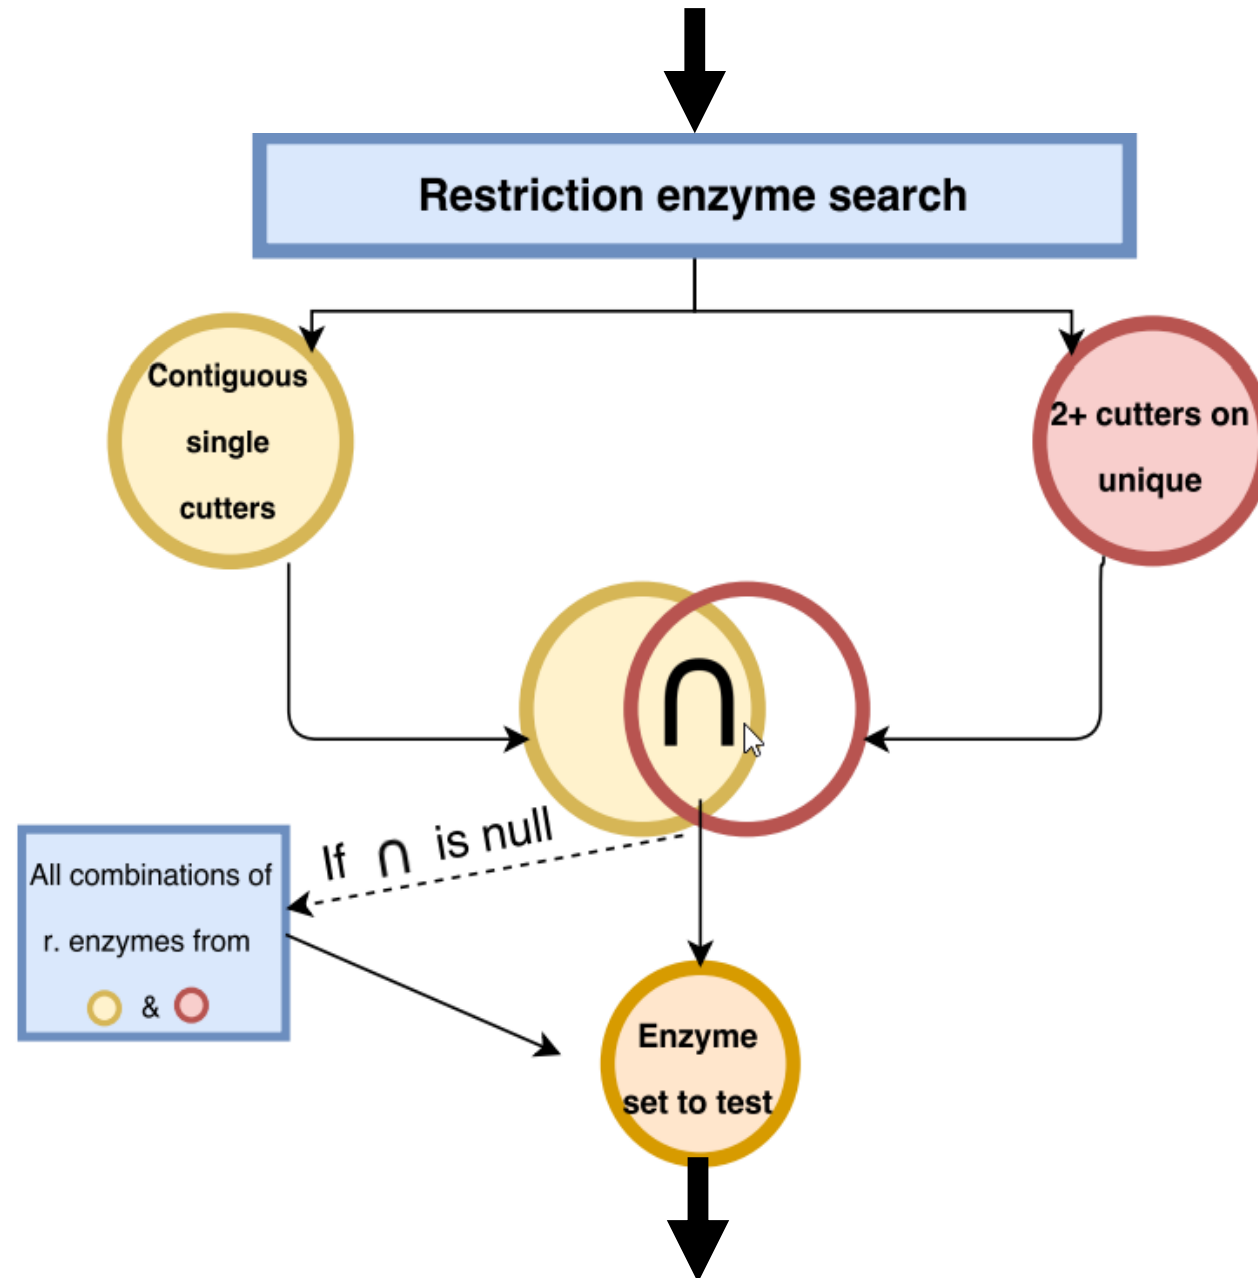 Restriction enzyme search
Contiguous
single
cutters
2+ cutters on
unique
∩
If ∩ is null
All combinations of
r. enzymes from
&
Enzyme
set to test